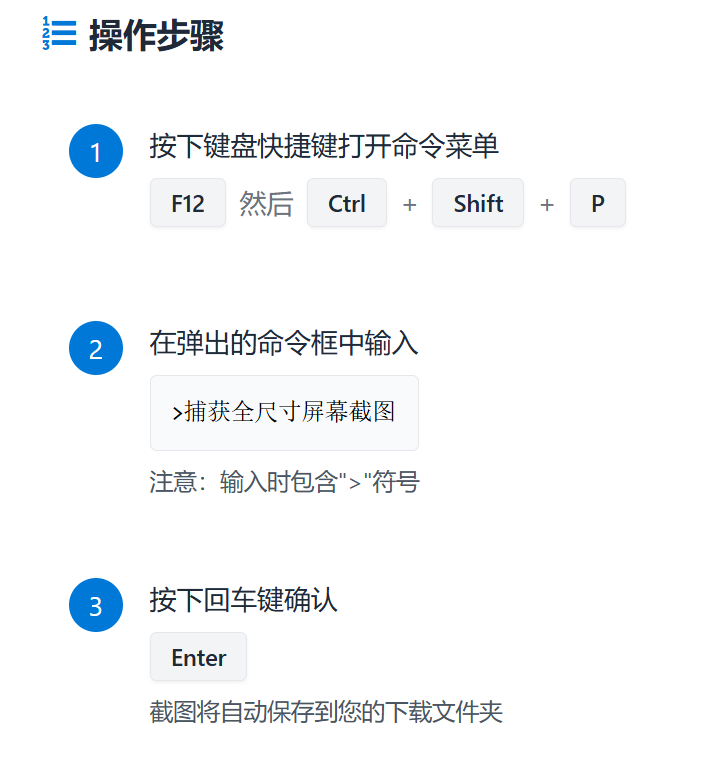 操作步骤
1
按下键盘快捷键打开命令菜单
F12 然后 Ctrl + Shift + P
2
在弹出的命令框中输入
>捕获全尺寸屏幕截图
注意：输入时包含">"符号
3
按下回车键确认
Enter
截图将自动保存到您的下载文件夹